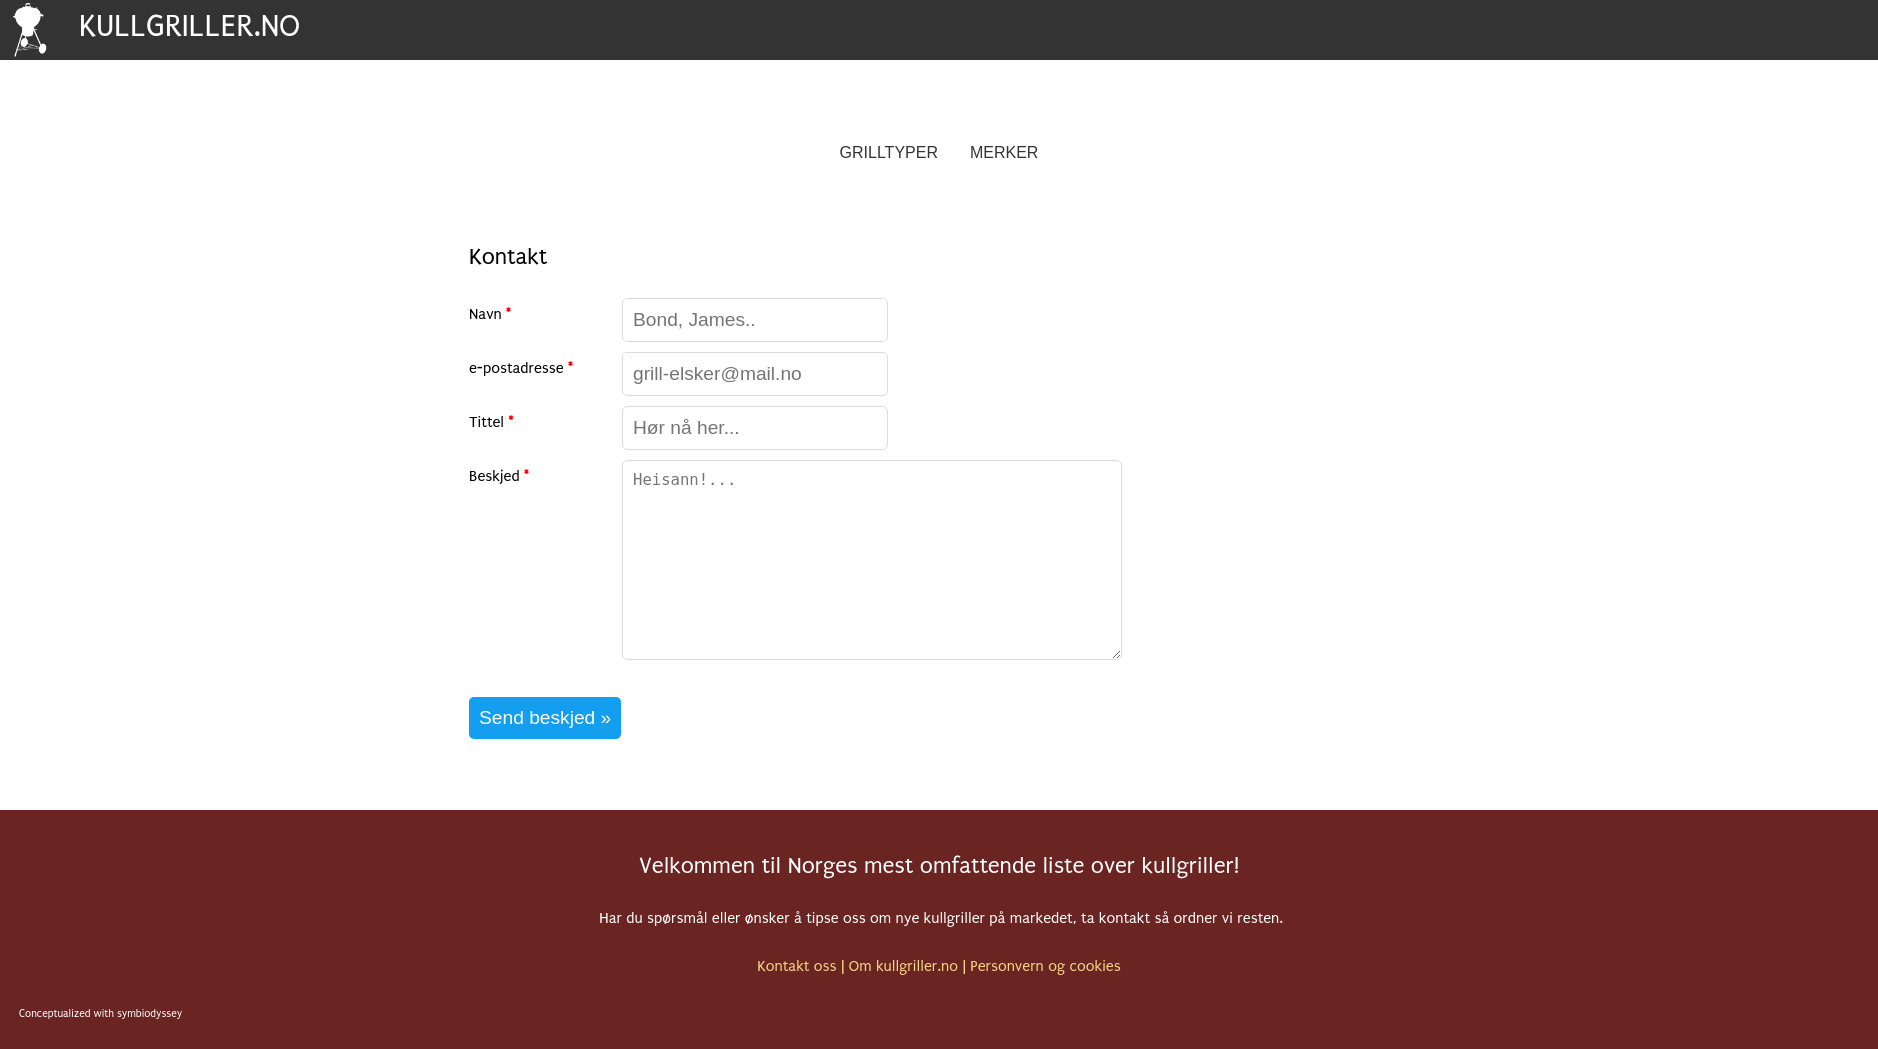 KULLGRILLER.NO
GRILLTYPER MERKER
Kontakt
Navn *
Bond, James..
e-postadresse *
grill-elsker@mail.no
Tittel *
Hør nå her...
Beskjed *
Heisann!...
Send beskjed »
Velkommen til Norges mest omfattende liste over kullgriller!
Har du spørsmål eller ønsker å tipse oss om nye kullgriller på markedet, ta kontakt så ordner vi resten.
Kontakt oss | Om kullgriller.no | Personvern og cookies
Conceptualized with symbiodyssey